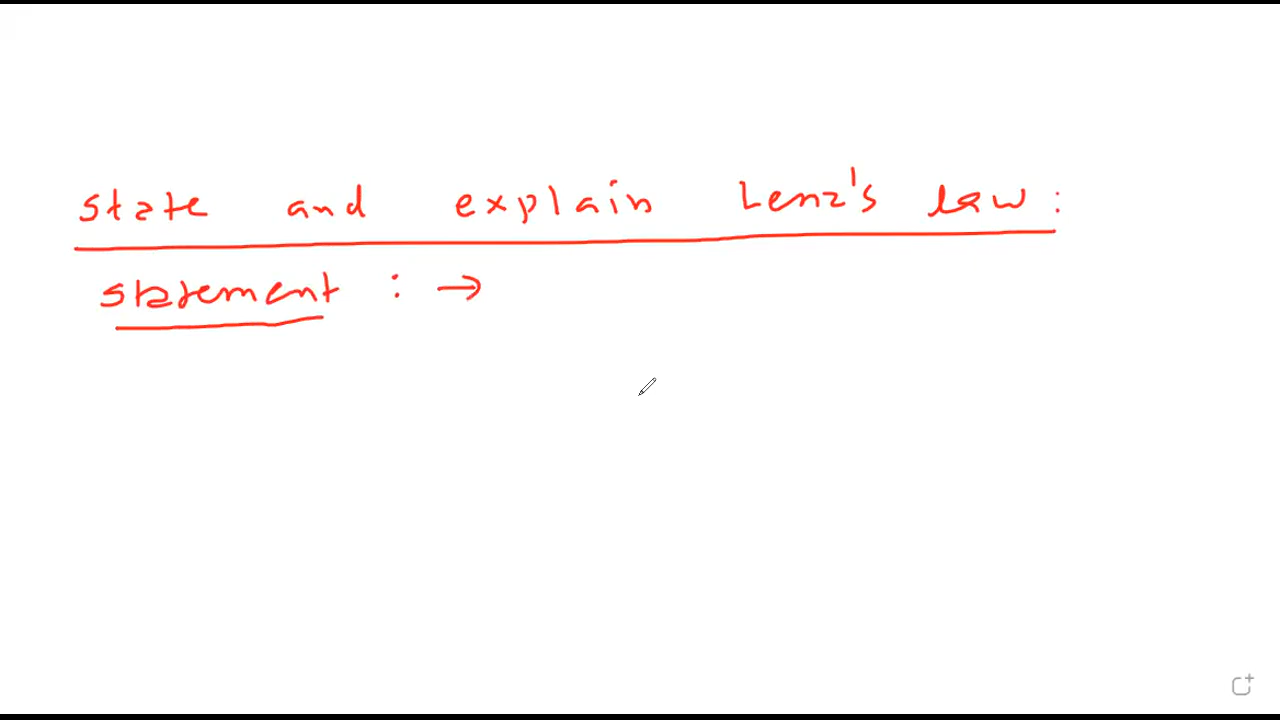 state and explain Lenz's law :
statement : →